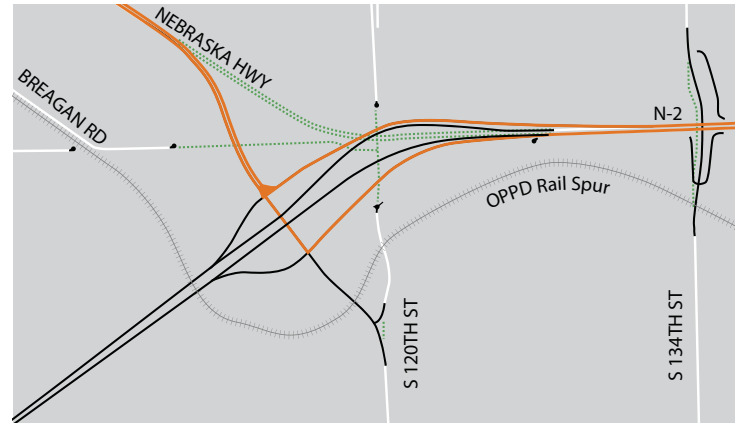 NEBRASKA HWY
BREAGAN RD
N-2
OPPD Rail Spur
S 120TH ST
S 134TH ST